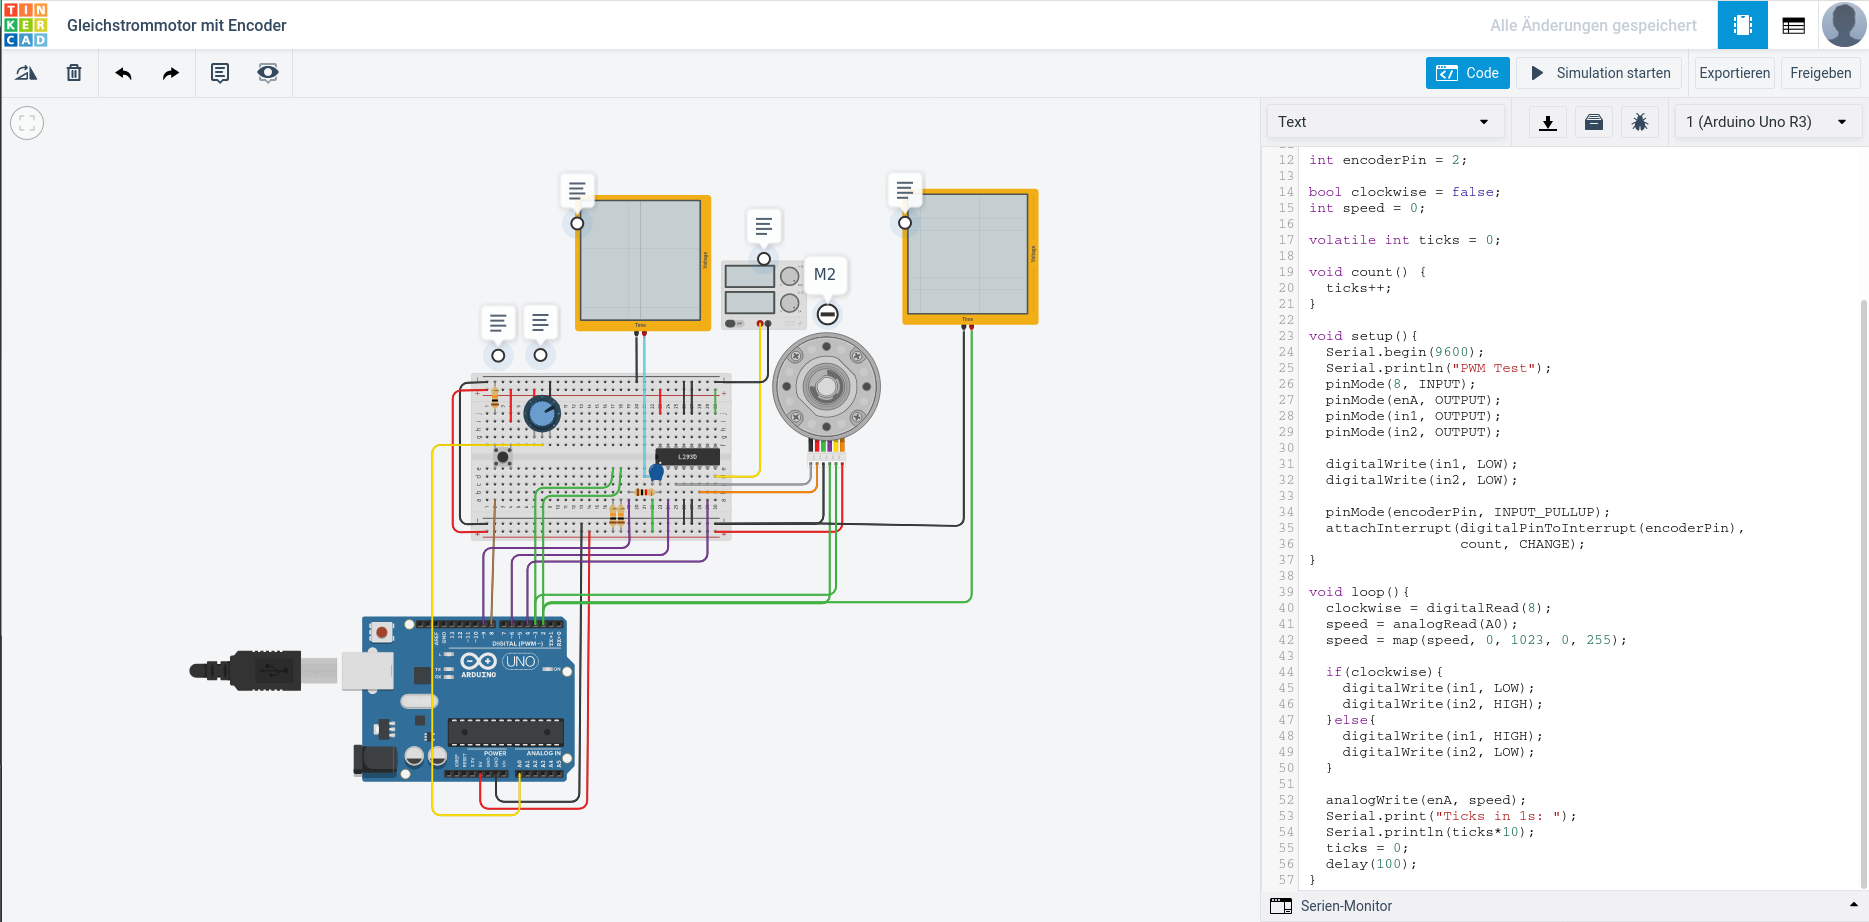 TINKERCAD
Gleichstrommotor mit Encoder
Alle Änderungen gespeichert
Code
Simulation starten
Exportieren
Freigeben
Text
1 (Arduino Uno R3)
M2
Voltage
Time
Voltage
Time
L293D
DIGITAL (PWM~)
UNO
ARDUINO
TX
RX
L
ON
POWER
ANALOG IN
12 int encoderPin = 2;
13
14 bool clockwise = false;
15 int speed = 0;
16
17 volatile int ticks = 0;
18
19 void count() {
20   ticks++;
21 }
22
23 void setup(){
24   Serial.begin(9600);
25   Serial.println("PWM Test");
26   pinMode(8, INPUT);
27   pinMode(enA, OUTPUT);
28   pinMode(in1, OUTPUT);
29   pinMode(in2, OUTPUT);
30
31   digitalWrite(in1, LOW);
32   digitalWrite(in2, LOW);
33
34   pinMode(encoderPin, INPUT_PULLUP);
35   attachInterrupt(digitalPinToInterrupt(encoderPin),
36                   count, CHANGE);
37 }
38
39 void loop(){
40   clockwise = digitalRead(8);
41   speed = analogRead(A0);
42   speed = map(speed, 0, 1023, 0, 255);
43
44   if(clockwise){
45     digitalWrite(in1, LOW);
46     digitalWrite(in2, HIGH);
47   }else{
48     digitalWrite(in1, HIGH);
49     digitalWrite(in2, LOW);
50   }
51
52   analogWrite(enA, speed);
53   Serial.print("Ticks in 1s: ");
54   Serial.println(ticks*10);
55   ticks = 0;
56   delay(100);
57 }
Serien-Monitor